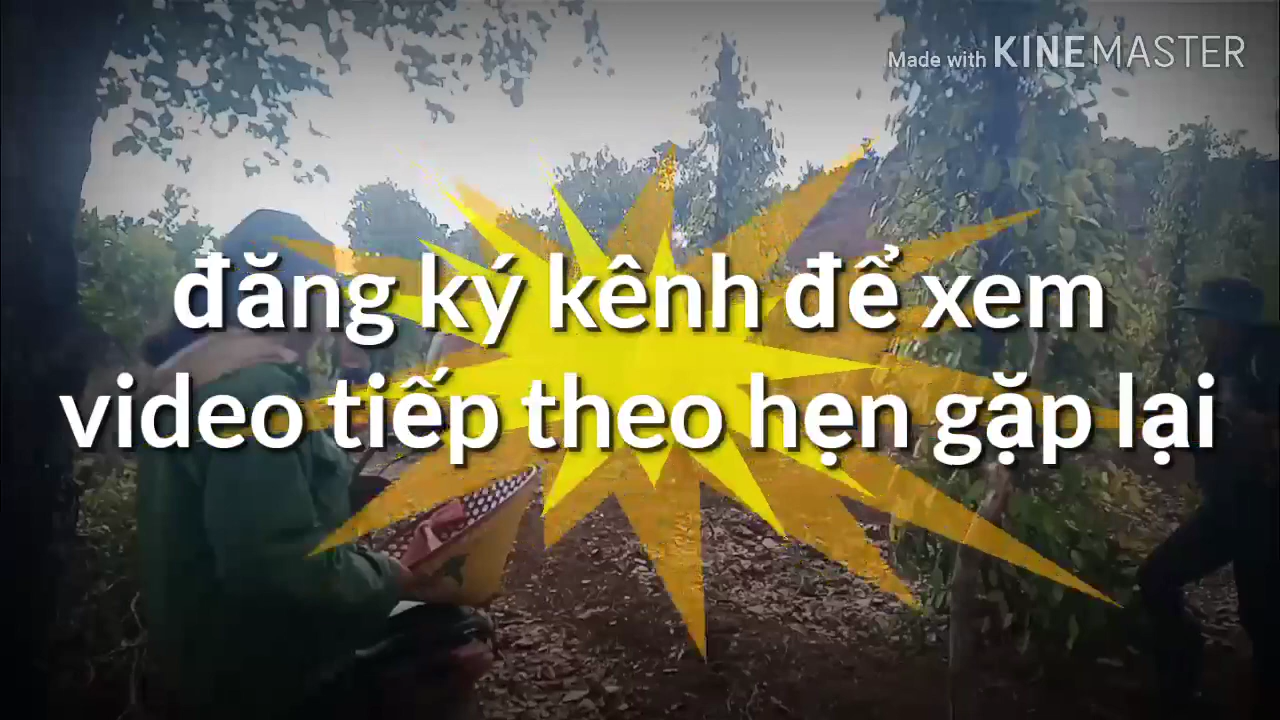 Made with KINEMASTER
đăng ký kênh để xem
video tiếp theo hẹn gặp lại